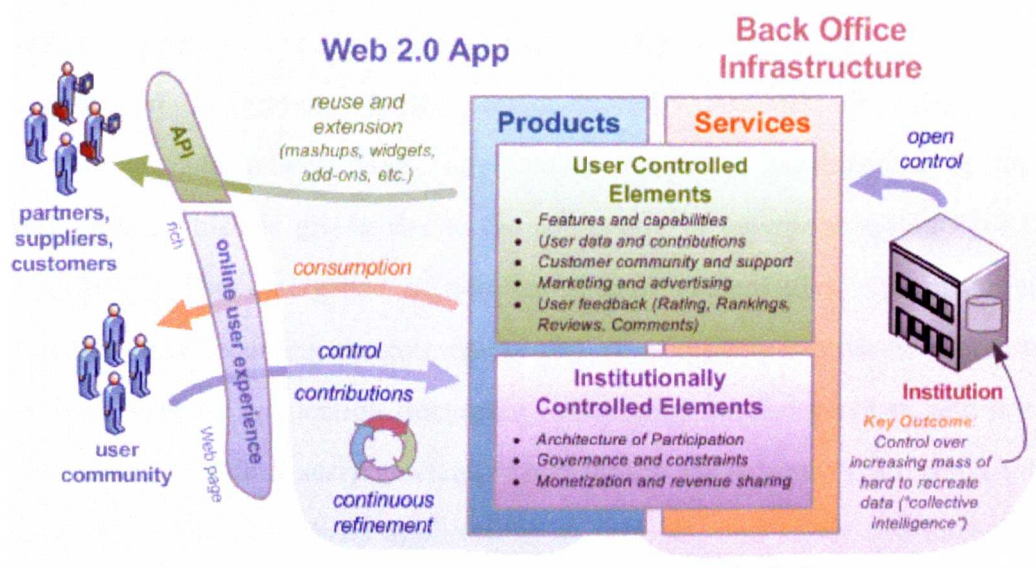 Web 2.0 App
Back Office
Infrastructure
API
reuse and
extension
(mashups, widgets,
add-ons, etc.)
partners,
suppliers,
customers
rich
online user experience
Web page
consumption
control
contributions
continuous
refinement
user
community
Products
Services
User Controlled
Elements
• Features and capabilities
• User data and contributions
• Customer community and support
• Marketing and advertising
• User feedback (Rating, Rankings,
Reviews, Comments)
Institutionally
Controlled Elements
• Architecture of Participation
• Governance and constraints
• Monetization and revenue sharing
open
control
Institution
Key Outcome:
Control over
increasing mass of
hard to recreate
data ("collective
intelligence")